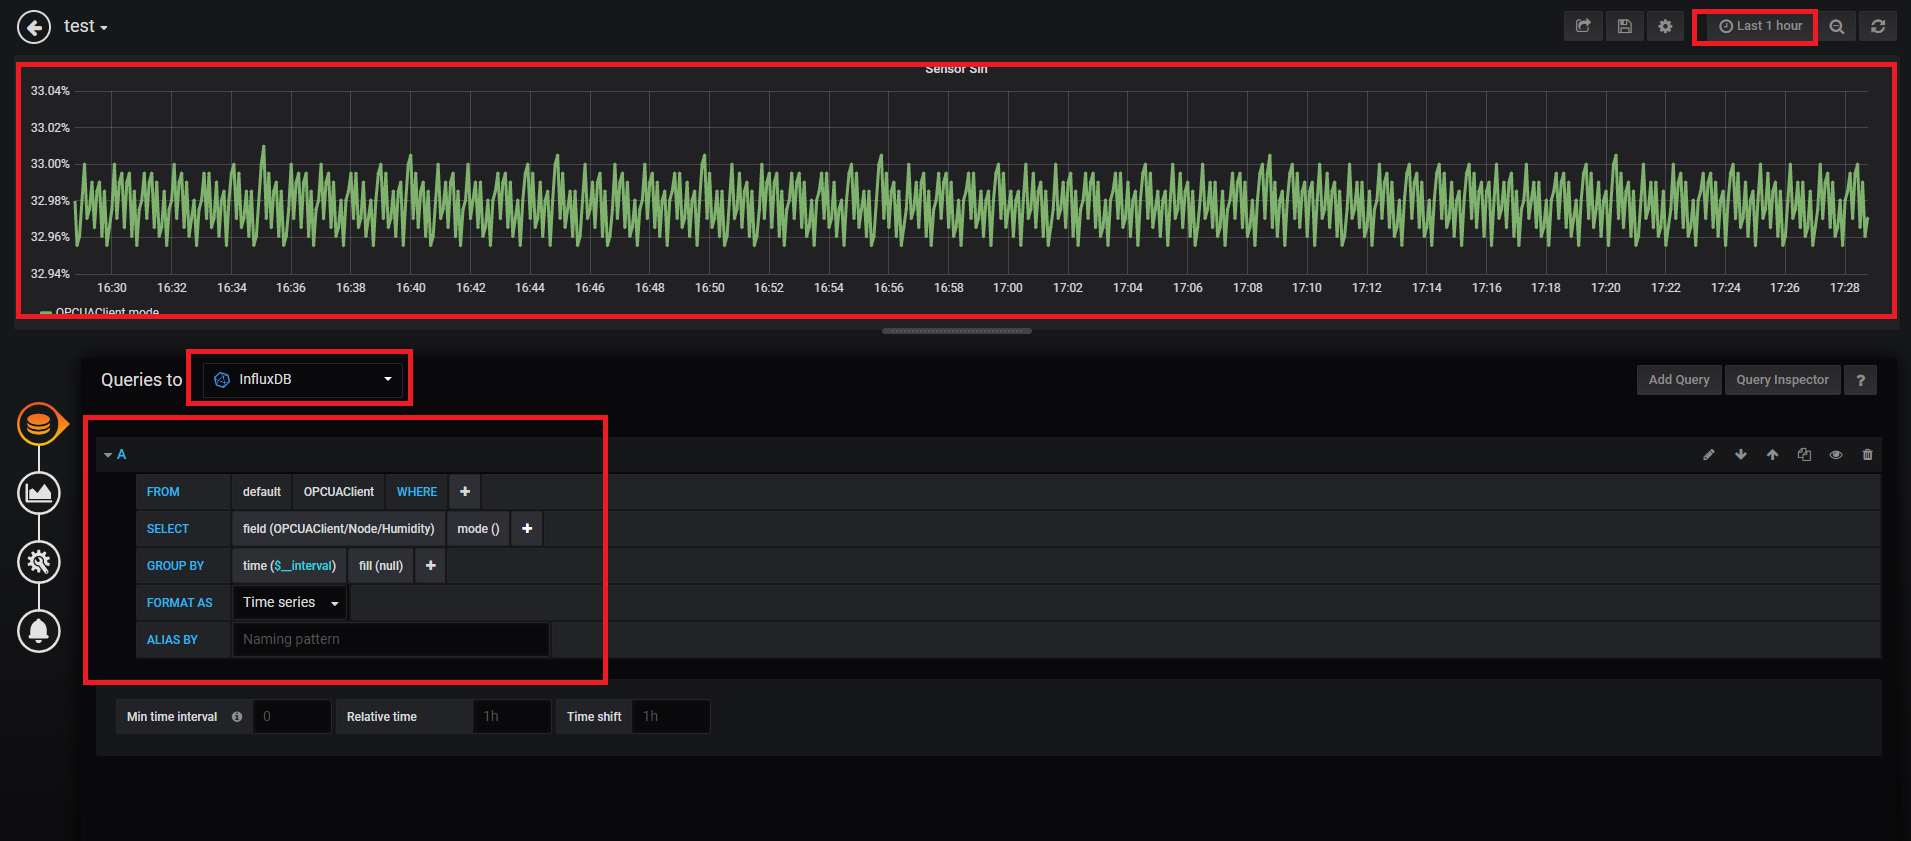 test
Last 1 hour
Sensor Sin
33.04%
33.02%
33.00%
32.98%
32.96%
32.94%
16:30 16:32 16:34 16:36 16:38 16:40 16:42 16:44 16:46 16:48 16:50 16:52 16:54 16:56 16:58 17:00 17:02 17:04 17:06 17:08 17:10 17:12 17:14 17:16 17:18 17:20 17:22 17:24 17:26 17:28
OPCUAClient.mode
Queries to InfluxDB
Add Query Query Inspector ?
A
FROM default OPCUAClient WHERE +
SELECT field (OPCUAClient/Node/Humidity) mode () +
GROUP BY time ($__interval) fill (null) +
FORMAT AS Time series
ALIAS BY Naming pattern
Min time interval 0 Relative time 1h Time shift 1h